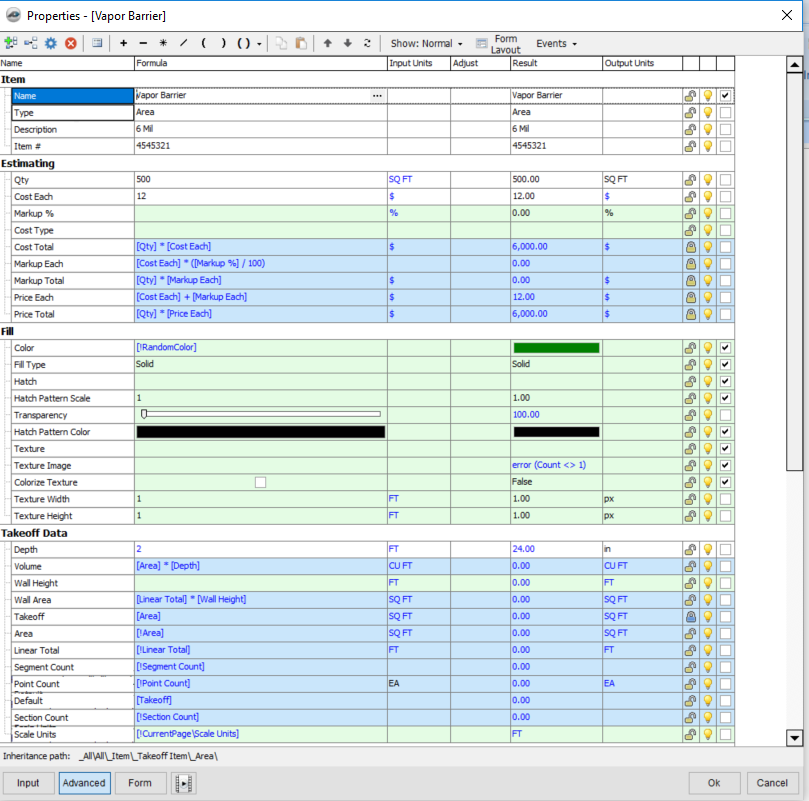 Properties - [Vapor Barrier]
+ - * / ( ) ( ) Show: Normal Form Layout Events
Name Formula Input Units Adjust Result Output Units
Item
Name Vapor Barrier ... Vapor Barrier
Type Area Area
Description 6 Mil 6 Mil
Item # 4545321 4545321
Estimating
Qty 500 SQ FT 500.00 SQ FT
Cost Each 12 $ 12.00 $
Markup % % 0.00 %
Cost Type
Cost Total [Qty] * [Cost Each] $ 6,000.00 $
Markup Each [Cost Each] * ([Markup %] / 100) 0.00
Markup Total [Qty] * [Markup Each] $ 0.00 $
Price Each [Cost Each] + [Markup Each] $ 12.00 $
Price Total [Qty] * [Price Each] $ 6,000.00 $
Fill
Color [!RandomColor]
Fill Type Solid Solid
Hatch
Hatch Pattern Scale 1 1.00
Transparency 100.00
Hatch Pattern Color
Texture
Texture Image error (Count <> 1)
Colorize Texture False
Texture Width 1 FT 1.00 px
Texture Height 1 FT 1.00 px
Takeoff Data
Depth 2 FT 24.00 in
Volume [Area] * [Depth] CU FT 0.00 CU FT
Wall Height FT 0.00 FT
Wall Area [Linear Total] * [Wall Height] SQ FT 0.00 SQ FT
Takeoff [Area] SQ FT 0.00 SQ FT
Area [!Area] SQ FT 0.00 SQ FT
Linear Total [!Linear Total] FT 0.00 FT
Segment Count [!Segment Count] 0.00
Point Count [!Point Count] EA 0.00 EA
Default [Takeoff] 0.00
Section Count [!Section Count] 0.00
Scale Units [!CurrentPage\Scale Units] FT
Inheritance path: _All\All\_Item\_Takeoff Item\_Area\
Input Advanced Form Ok Cancel